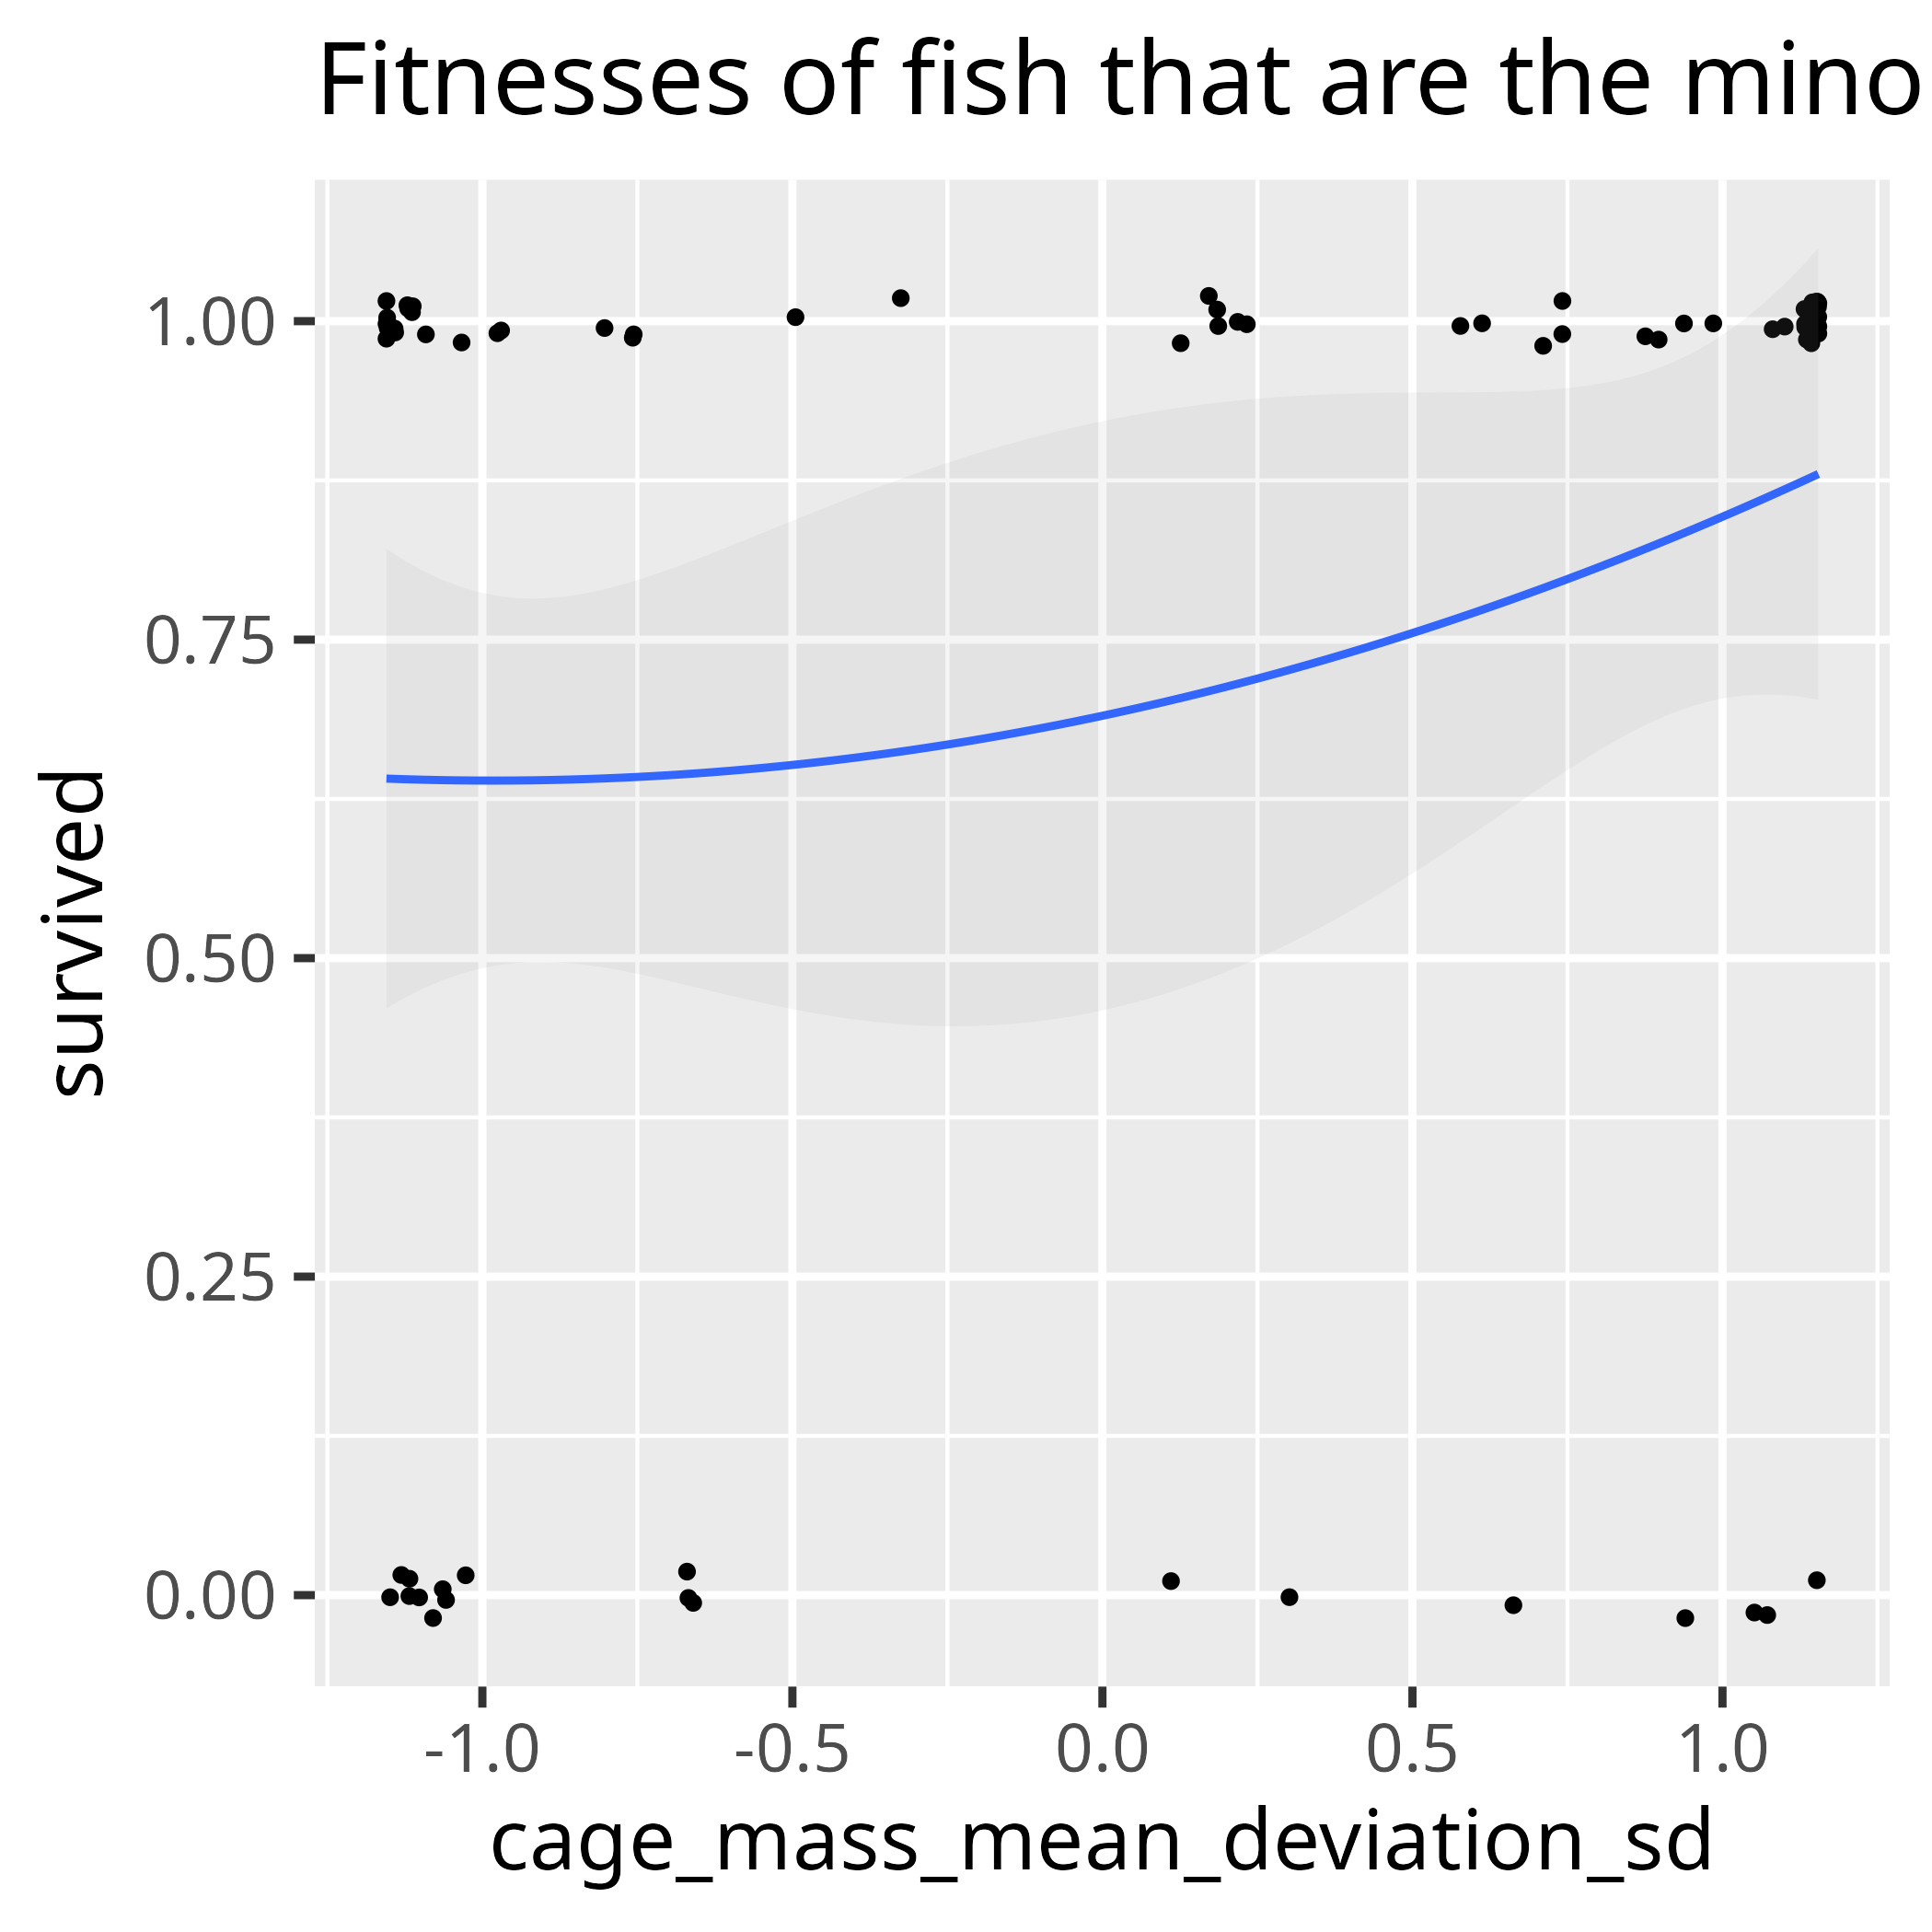 Fitnesses of fish that are the mino
1.00
0.75
0.50
0.25
0.00
survived
-1.0 -0.5 0.0 0.5 1.0
cage_mass_mean_deviation_sd